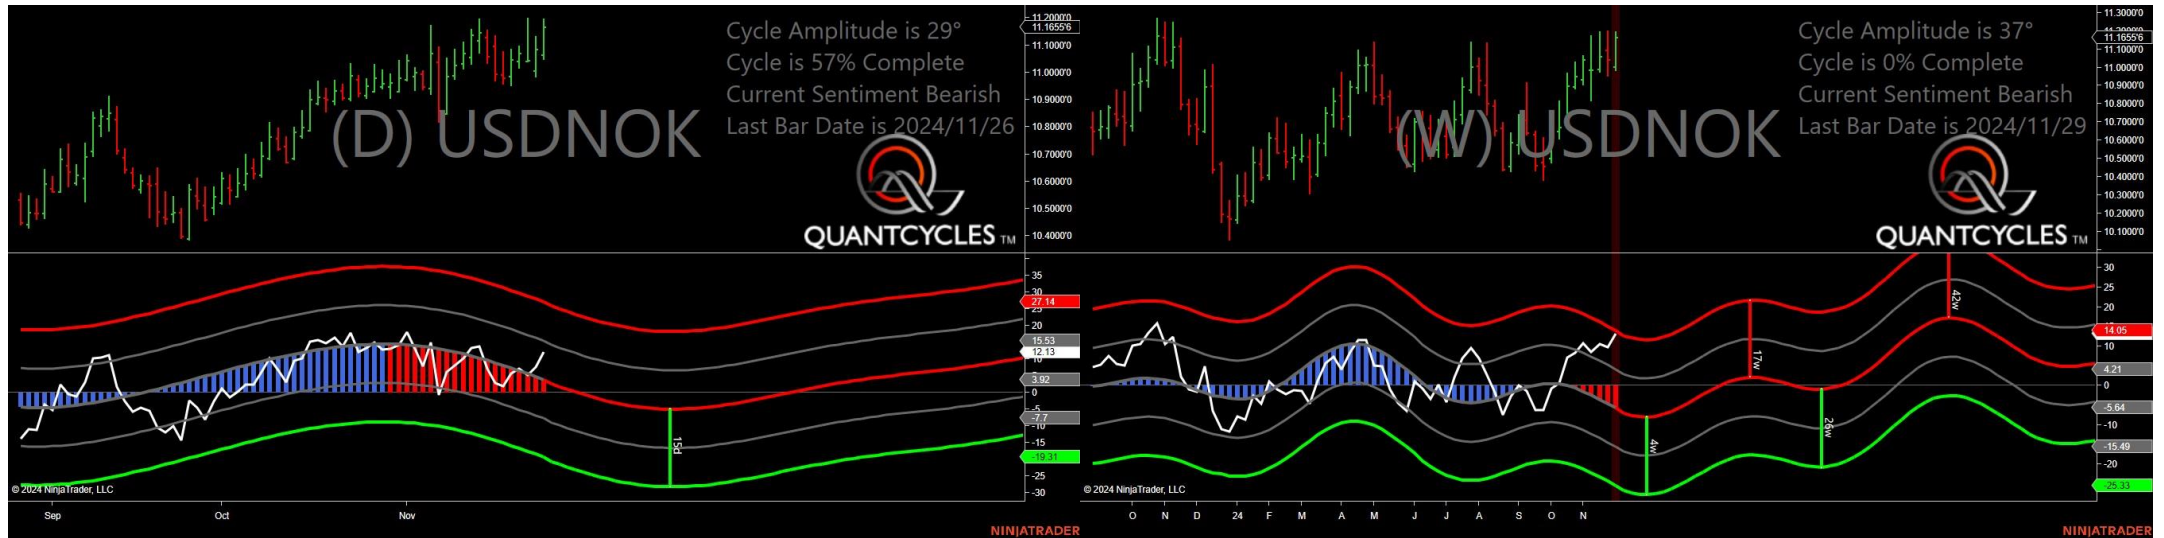 Cycle Amplitude is 29°
Cycle is 57% Complete
Current Sentiment Bearish
Last Bar Date is 2024/11/26
(D) USDNOK
QUANTCYCLES TM
11.2000'0
11.1655'6
11.1000'0
11.0000'0
10.9000'0
10.8000'0
10.7000'0
10.6000'0
10.5000'0
10.4000'0
35
30
27.14
25
20
15.53
12.13
10
3.92
0
-5
-7.7
-10
-15
-19.31
-25
-30
15d
© 2024 NinjaTrader, LLC
Sep Oct Nov
NINJATRADER
Cycle Amplitude is 37°
Cycle is 0% Complete
Current Sentiment Bearish
Last Bar Date is 2024/11/29
(W) USDNOK
QUANTCYCLES TM
11.3000'0
11.1655'6
11.1000'0
11.0000'0
10.9000'0
10.8000'0
10.7000'0
10.6000'0
10.5000'0
10.4000'0
10.3000'0
10.2000'0
10.1000'0
30
25
20
14.05
10
4.21
0
-5.64
-10
-15.49
-20
-25.33
4w
17w
26w
42w
© 2024 NinjaTrader, LLC
O N D 24 F M A M J J A S O N
NINJATRADER